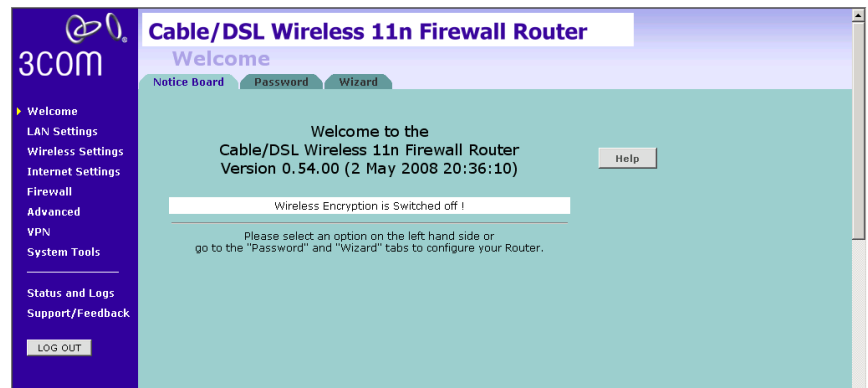 3COM
Cable/DSL Wireless 11n Firewall Router
Welcome
Notice Board
Password
Wizard
Welcome
LAN Settings
Wireless Settings
Internet Settings
Firewall
Advanced
VPN
System Tools
Status and Logs
Support/Feedback
LOG OUT
Welcome to the
Cable/DSL Wireless 11n Firewall Router
Version 0.54.00 (2 May 2008 20:36:10)
Help
Wireless Encryption is Switched off !
Please select an option on the left hand side or
go to the "Password" and "Wizard" tabs to configure your Router.